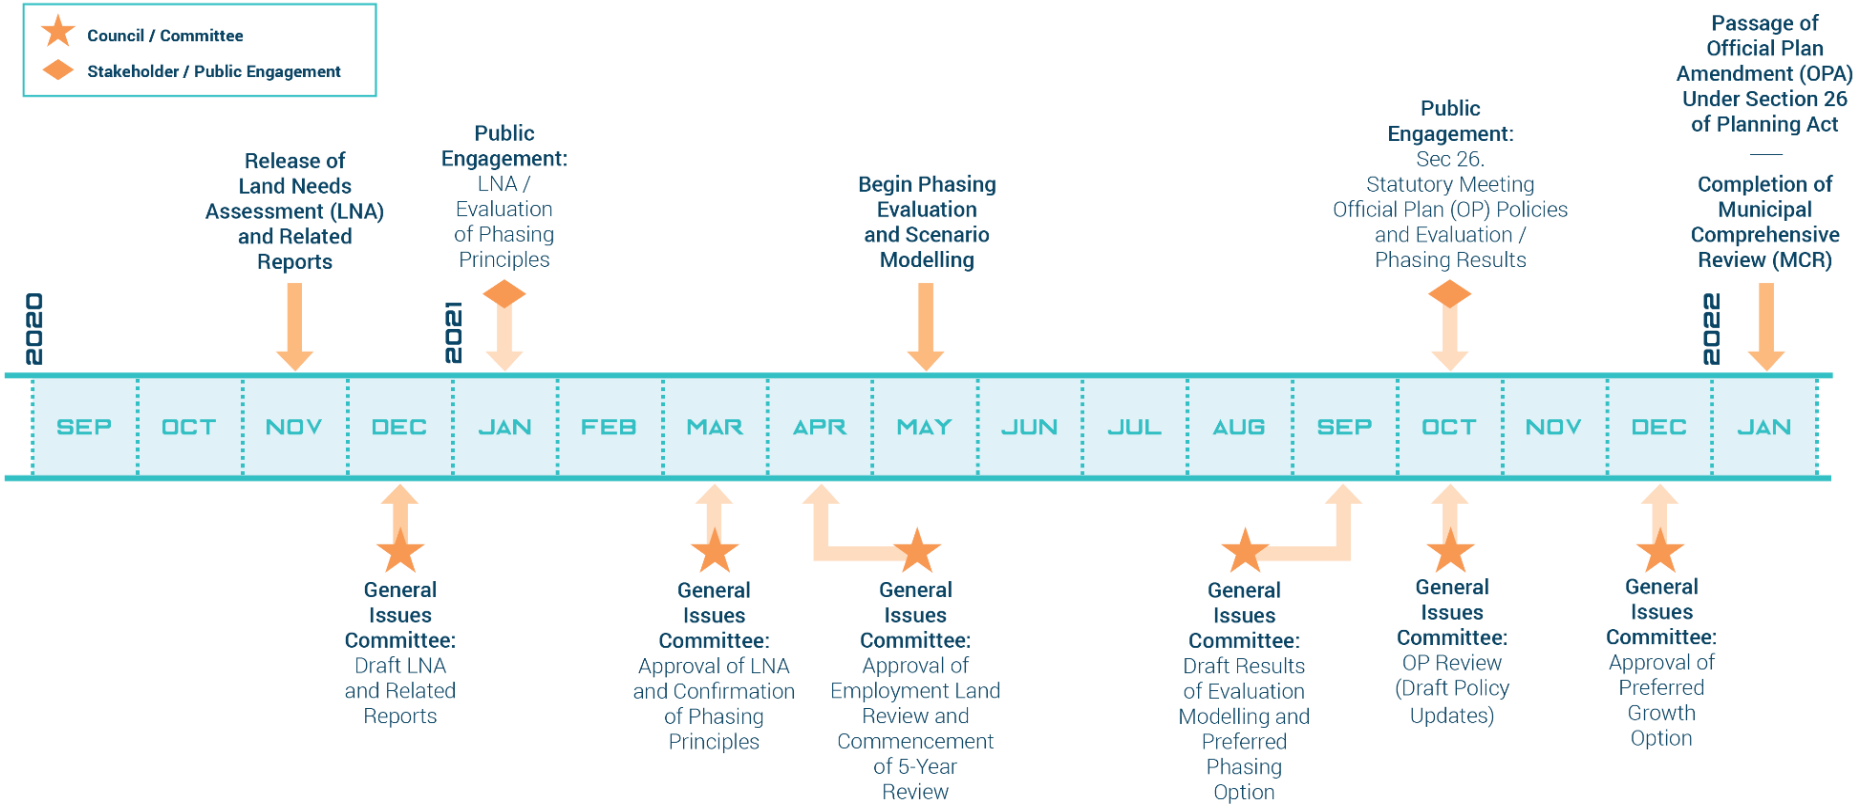 Council / Committee
Stakeholder / Public Engagement
Release of
Land Needs
Assessment (LNA)
and Related
Reports
Public
Engagement:
LNA /
Evaluation
of Phasing
Principles
Begin Phasing
Evaluation
and Scenario
Modelling
Public
Engagement:
Sec 26.
Statutory Meeting
Official Plan (OP) Policies
and Evaluation /
Phasing Results
Passage of
Official Plan
Amendment (OPA)
Under Section 26
of Planning Act
Completion of
Municipal
Comprehensive
Review (MCR)
2020
2021
2022
SEP
OCT
NOV
DEC
JAN
FEB
MAR
APR
MAY
JUN
JUL
AUG
SEP
OCT
NOV
DEC
JAN
General
Issues
Committee:
Draft LNA
and Related
Reports
General
Issues
Committee:
Approval of LNA
and Confirmation
of Phasing
Principles
General
Issues
Committee:
Approval of
Employment Land
Review and
Commencement
of 5-Year
Review
General
Issues
Committee:
Draft Results
of Evaluation
Modelling and
Preferred
Phasing
Option
General
Issues
Committee:
OP Review
(Draft Policy
Updates)
General
Issues
Committee:
Approval of
Preferred
Growth
Option